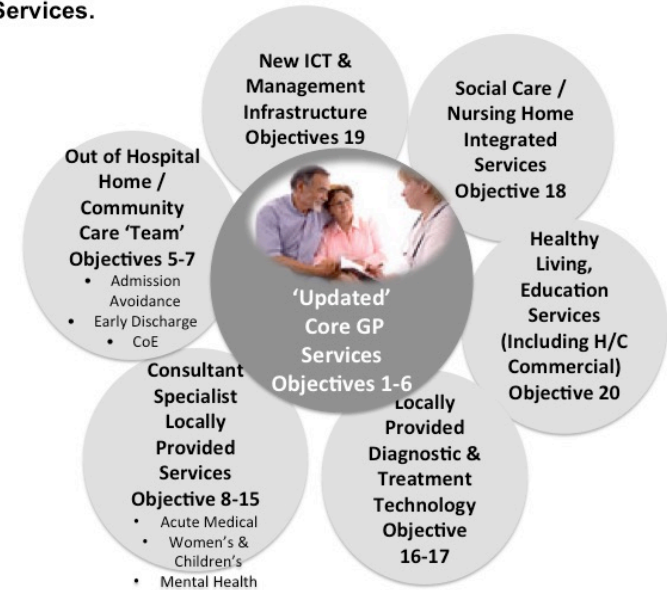 Services.
New ICT &
Management
Infrastructure
Objectives 19
Social Care /
Nursing Home
Integrated
Services
Objective 18
Out of Hospital
Home /
Community
Care ‘Team’
Objectives 5-7
• Admission
Avoidance
• Early Discharge
• CoE
‘Updated’
Core GP
Services
Objectives 1-6
Healthy
Living,
Education
Services
(Including H/C
Commercial)
Objective 20
Consultant
Specialist
Locally
Provided
Services
Objective 8-15
• Acute Medical
• Women’s &
Children’s
• Mental Health
Locally
Provided
Diagnostic &
Treatment
Technology
Objective
16-17